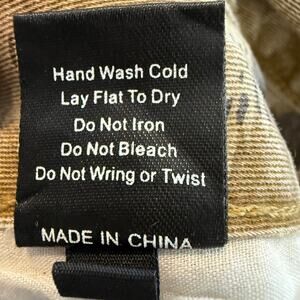 Hand Wash Cold
Lay Flat To Dry
Do Not Iron
Do Not Bleach
Do Not Wring or Twist
MADE IN CHINA